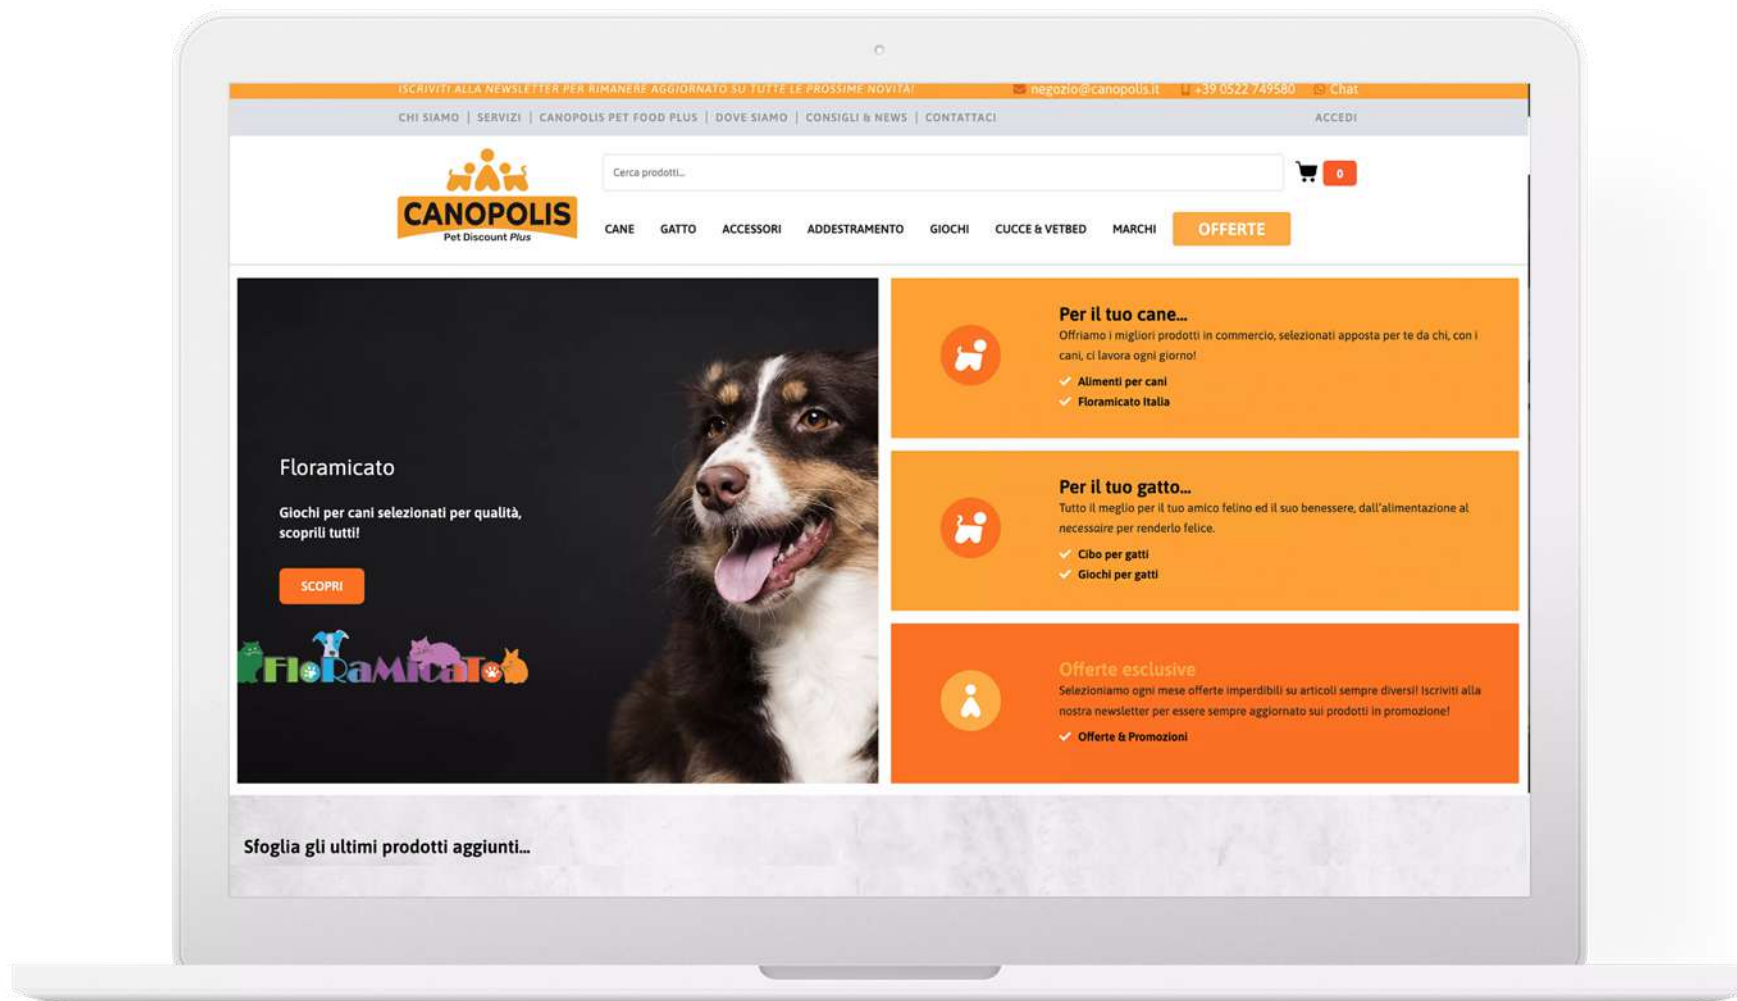 ISCRIVITI ALLA NEWSLETTER PER RIMANERE AGGIORNATO SU TUTTE LE PROSSIME NOVITÀ!
negozio@canopolis.it +39 0522 749580 Chat
CHI SIAMO | SERVIZI | CANOPOLIS PET FOOD PLUS | DOVE SIAMO | CONSIGLI & NEWS | CONTATTACI
ACCEDI
CANOPOLIS
Pet Discount Plus
Cerca prodotti...
0
CANE GATTO ACCESSORI ADDESTRAMENTO GIOCHI CUCCE & VETBED MARCHI OFFERTE
Floramicato
Giochi per cani selezionati per qualità,
scoprili tutti!
SCOPRI
FloRaMicaTo
Per il tuo cane...
Offriamo i migliori prodotti in commercio, selezionati apposta per te da chi, con i
cani, ci lavora ogni giorno!
Alimenti per cani
Floramicato Italia
Per il tuo gatto...
Tutto il meglio per il tuo amico felino ed il suo benessere, dall'alimentazione al
necessaire per renderlo felice.
Cibo per gatti
Giochi per gatti
Offerte esclusive
Selezioniamo ogni mese offerte imperdibili su articoli sempre diversi! Iscriviti alla
nostra newsletter per essere sempre aggiornato sui prodotti in promozione!
Offerte & Promozioni
Sfoglia gli ultimi prodotti aggiunti...